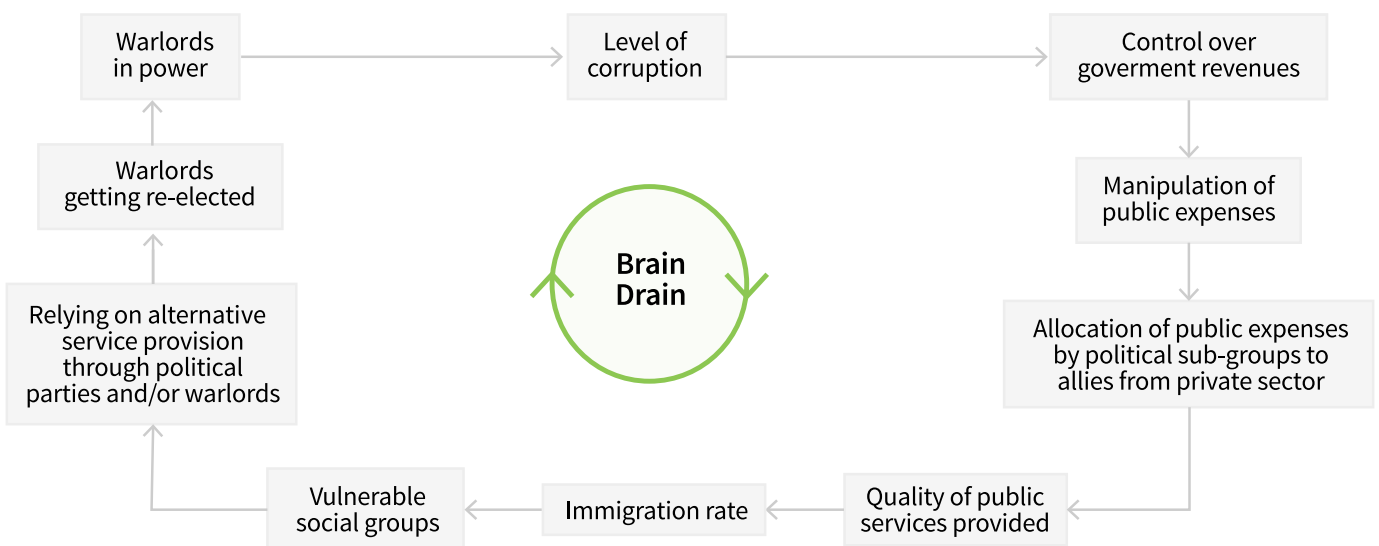 Warlords
in power
Level of
corruption
Control over
goverment revenues
Manipulation of
public expenses
Allocation of public expenses
by political sub-groups to
allies from private sector
Quality of public
services provided
Immigration rate
Vulnerable
social groups
Relying on alternative
service provision
through political
parties and/or warlords
Warlords
getting re-elected
Brain
Drain